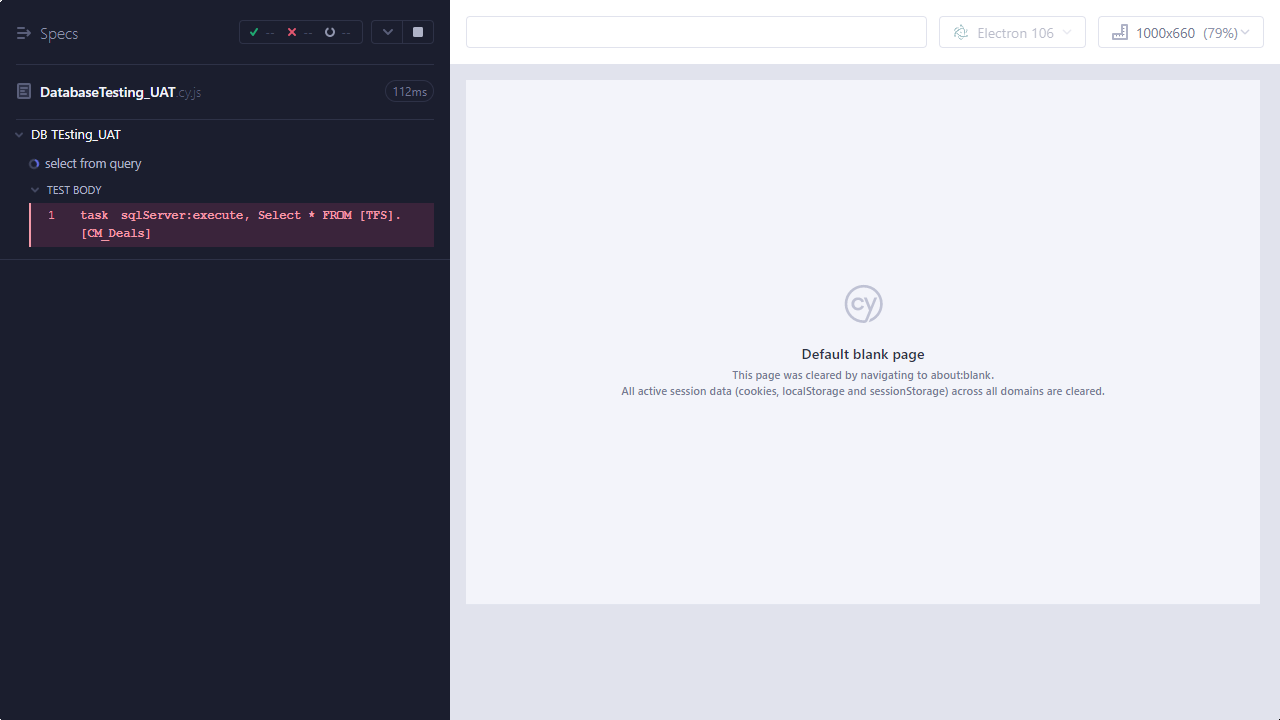 Specs
-- -- --
DatabaseTesting_UAT.cy.js
112ms
DB TEsting_UAT
select from query
TEST BODY
1 task sqlServer:execute, Select * FROM [TFS].
[CM_Deals]
Electron 106
1000x660 (79%)
cy
Default blank page
This page was cleared by navigating to about:blank.
All active session data (cookies, localStorage and sessionStorage) across all domains are cleared.